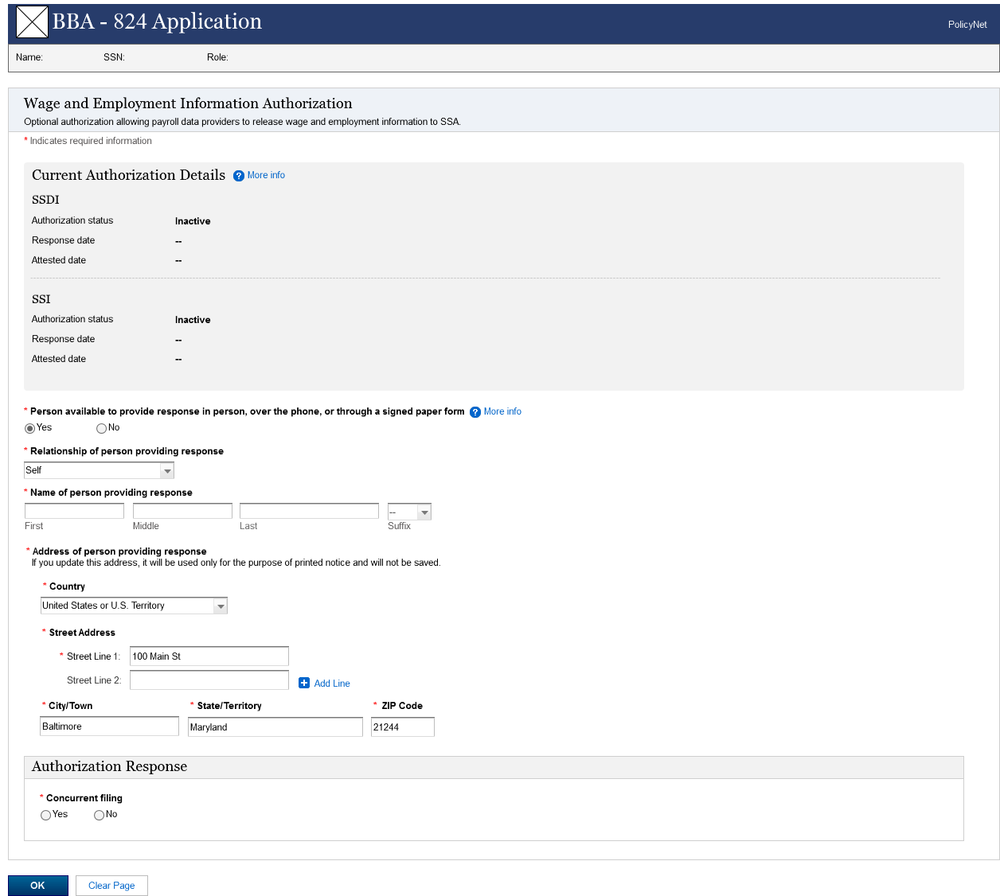 BBA - 824 Application
PolicyNet
Name: SSN: Role:
Wage and Employment Information Authorization
Optional authorization allowing payroll data providers to release wage and employment information to SSA.
* Indicates required information
Current Authorization Details ? More info
SSDI
Authorization status Inactive
Response date --
Attested date --
SSI
Authorization status Inactive
Response date --
Attested date --
* Person available to provide response in person, over the phone, or through a signed paper form ? More info
Yes No
* Relationship of person providing response
Self
* Name of person providing response
--
First Middle Last Suffix
* Address of person providing response
If you update this address, it will be used only for the purpose of printed notice and will not be saved.
* Country
United States or U.S. Territory
* Street Address
* Street Line 1: 100 Main St
Street Line 2: + Add Line
* City/Town * State/Territory * ZIP Code
Baltimore Maryland 21244
Authorization Response
* Concurrent filing
Yes No
OK Clear Page